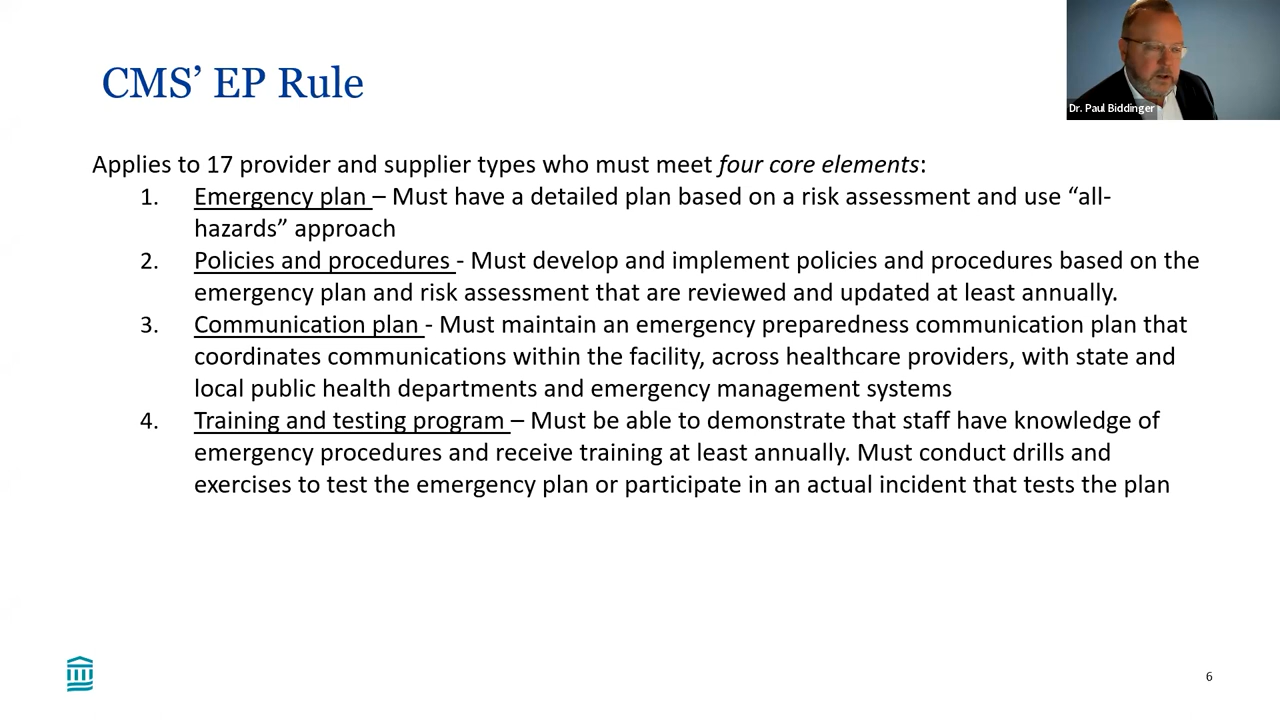 CMS’ EP Rule
Dr. Paul Biddinger
Applies to 17 provider and supplier types who must meet four core elements:
1. Emergency plan – Must have a detailed plan based on a risk assessment and use “all-
hazards” approach
2. Policies and procedures - Must develop and implement policies and procedures based on the
emergency plan and risk assessment that are reviewed and updated at least annually.
3. Communication plan - Must maintain an emergency preparedness communication plan that
coordinates communications within the facility, across healthcare providers, with state and
local public health departments and emergency management systems
4. Training and testing program – Must be able to demonstrate that staff have knowledge of
emergency procedures and receive training at least annually. Must conduct drills and
exercises to test the emergency plan or participate in an actual incident that tests the plan
6